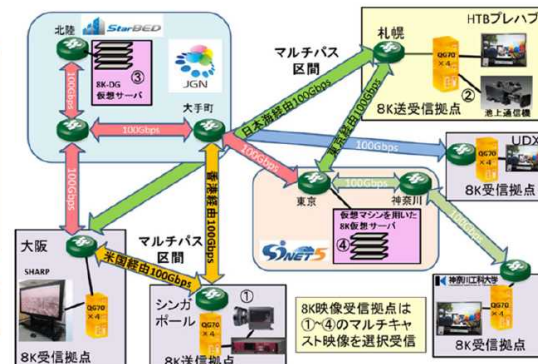 北陸
StarBED
③
8K-DG
仮想サーバ
JGN
大手町
100Gbps
100Gbps
100Gbps
マルチパス
区間
日本海経由100Gbps
東京経由100Gbps
100Gbps
100Gbps
札幌
HTBプレハブ
QG70
×4
②
池上通信機
8K送受信拠点
UDX
QG70
×4
8K受信拠点
東京
100Gbps
神奈川
仮想マシンを用いた
8K仮想サーバ
④
SINET5
100Gbps
神奈川工科大学
QG70
×4
8K受信拠点
大阪
SHARP
QG70
×4
8K受信拠点
マルチパス
区間
香港経由100Gbps
米国経由100Gbps
シンガ
ポール
①
QG70
×4
8K送信拠点
8K映像受信拠点は
①~④のマルチキャ
スト映像を選択受信